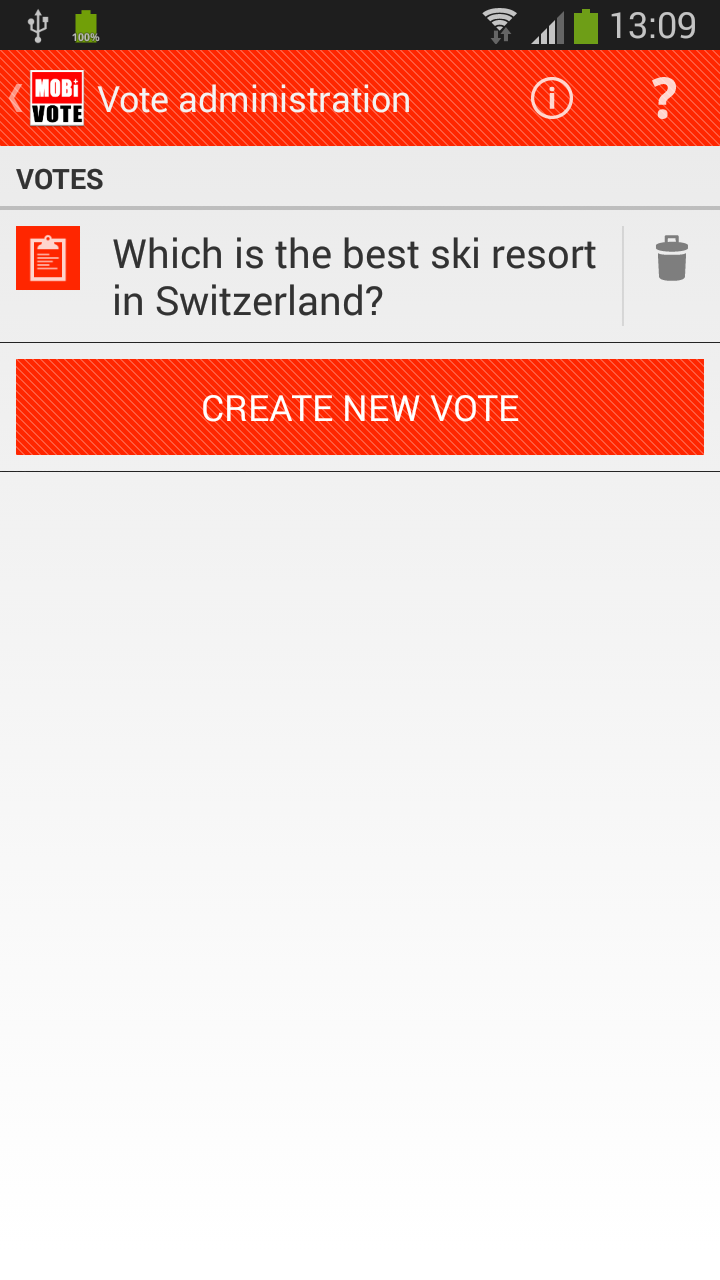 100%
13:09
MOBi
VOTE
Vote administration
i
?
VOTES
Which is the best ski resort
in Switzerland?
CREATE NEW VOTE